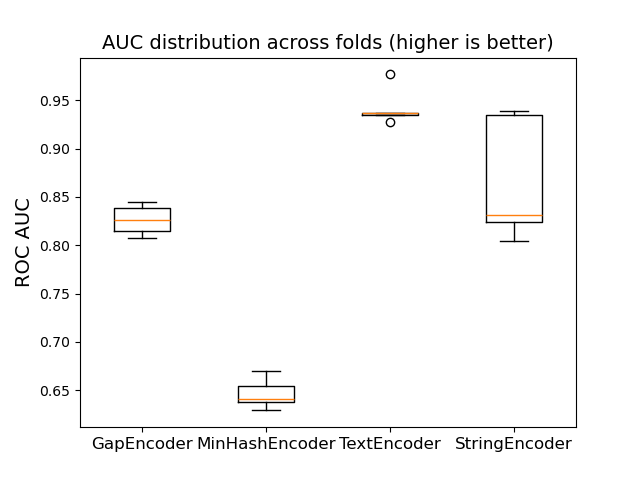 AUC distribution across folds (higher is better)
ROC AUC
0.95
0.90
0.85
0.80
0.75
0.70
0.65
GapEncoder MinHashEncoder TextEncoder StringEncoder